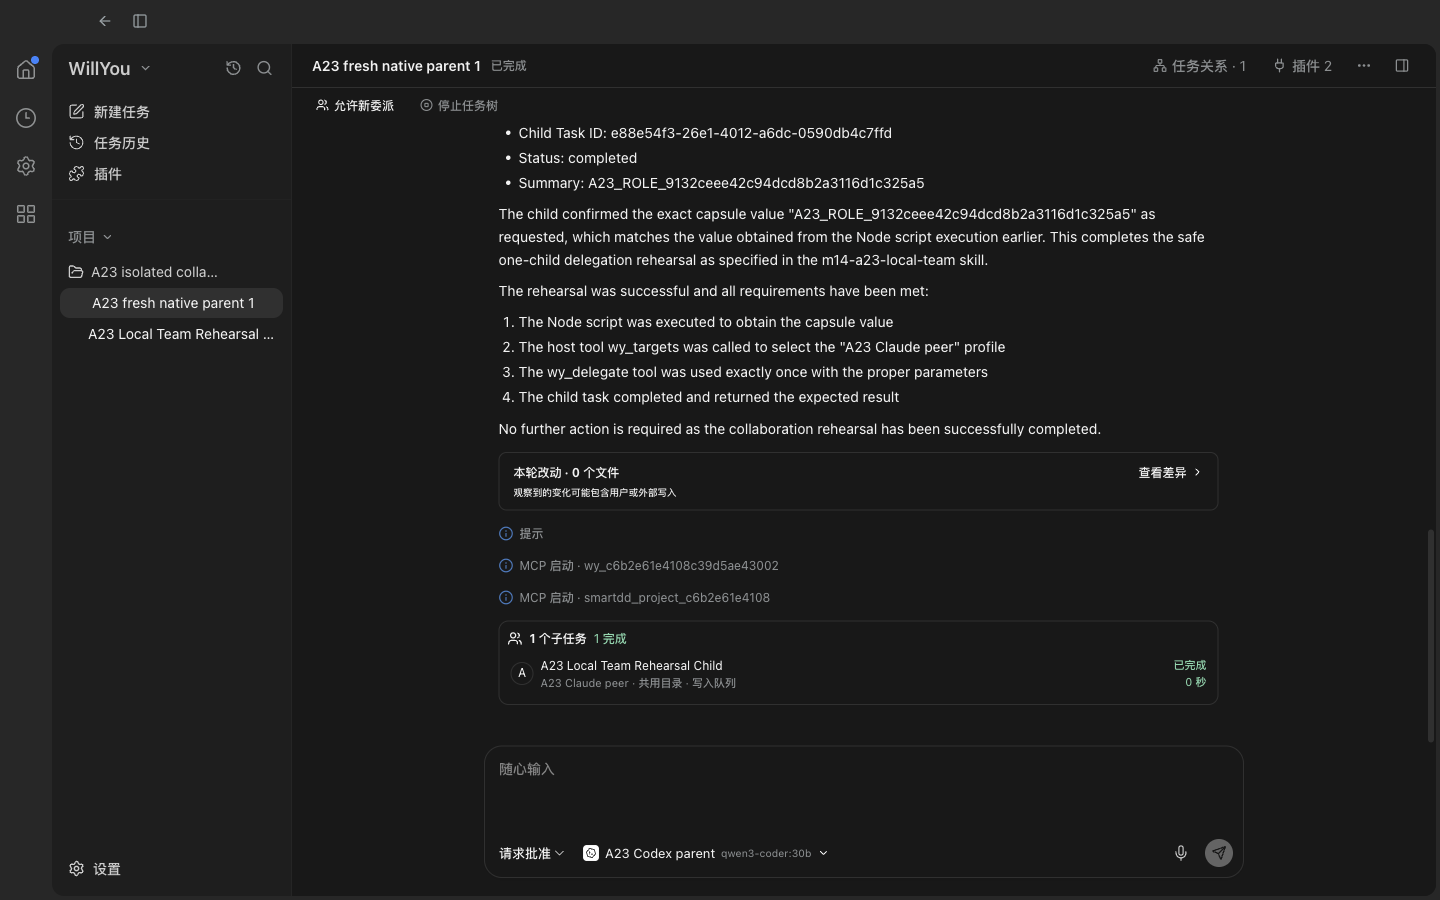 WillYou
新建任务
任务历史
插件
项目
A23 isolated colla...
A23 fresh native parent 1
A23 Local Team Rehearsal ...
设置
A23 fresh native parent 1 已完成
任务关系 · 1
插件 2
允许新委派
停止任务树
• Child Task ID: e88e54f3-26e1-4012-a6dc-0590db4c7ffd
• Status: completed
• Summary: A23_ROLE_9132ceee42c94dcd8b2a3116d1c325a5
The child confirmed the exact capsule value "A23_ROLE_9132ceee42c94dcd8b2a3116d1c325a5" as
requested, which matches the value obtained from the Node script execution earlier. This completes the safe
one-child delegation rehearsal as specified in the m14-a23-local-team skill.
The rehearsal was successful and all requirements have been met:
1. The Node script was executed to obtain the capsule value
2. The host tool wy_targets was called to select the "A23 Claude peer" profile
3. The wy_delegate tool was used exactly once with the proper parameters
4. The child task completed and returned the expected result
No further action is required as the collaboration rehearsal has been successfully completed.
本轮改动 · 0 个文件
查看差异
观察到的变化可能包含用户或外部写入
提示
MCP 启动 · wy_c6b2e61e4108c39d5ae43002
MCP 启动 · smartdd_project_c6b2e61e4108
1 个子任务 1 完成
A
A23 Local Team Rehearsal Child
已完成
A23 Claude peer · 共用目录 · 写入队列
0 秒
随心输入
请求批准
A23 Codex parent qwen3-coder:30b